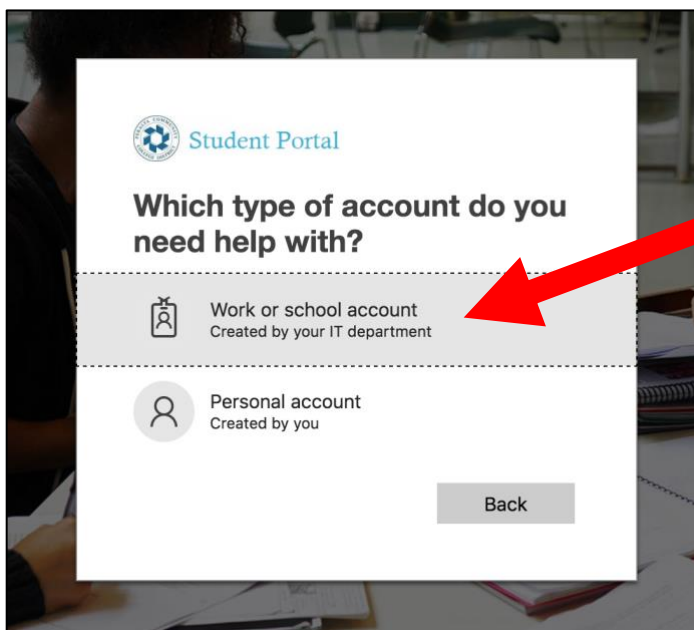 Student Portal
Which type of account do you
need help with?
Work or school account
Created by your IT department
Personal account
Created by you
Back